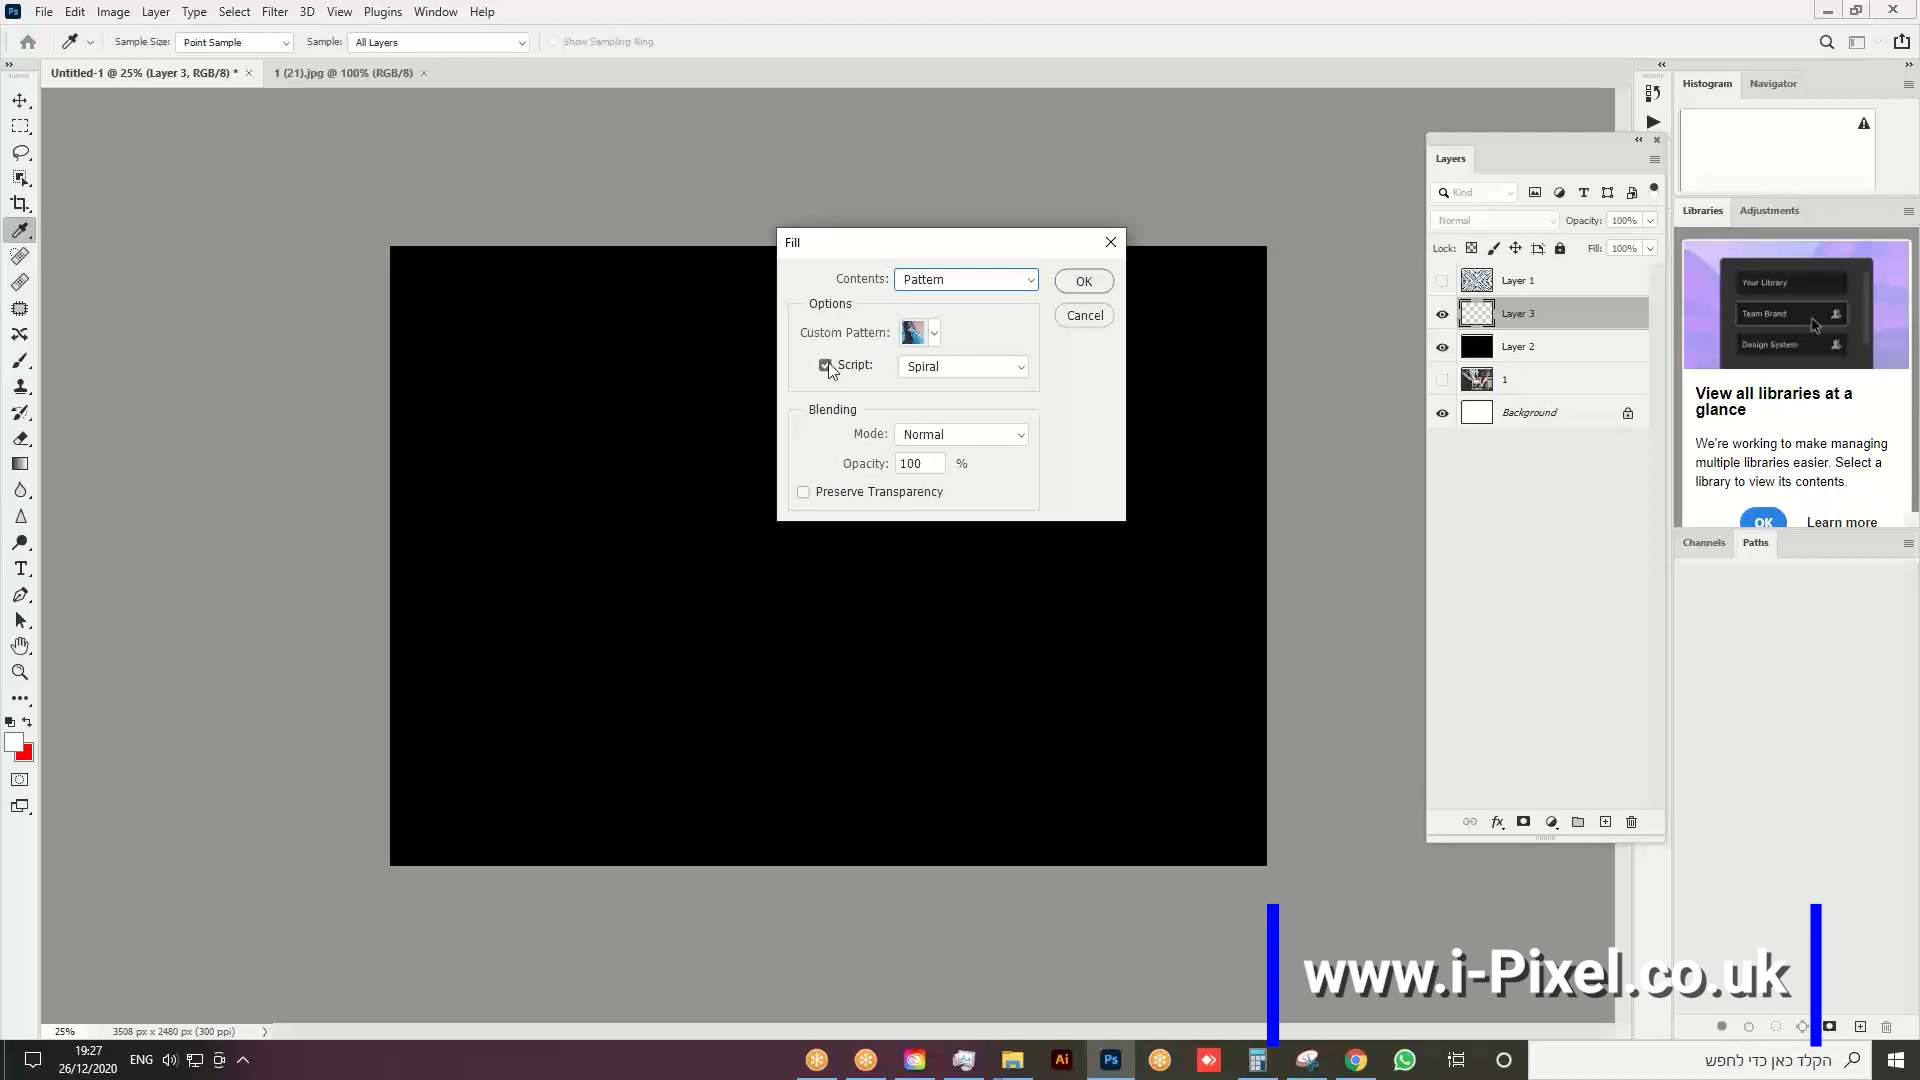 Ps File Edit Image Layer Type Select Filter 3D View Plugins Window Help
Sample Size: Point Sample Sample: All Layers Show Sampling Ring
Untitled-1 @ 25% (Layer 3, RGB/8) * × 1 (21).jpg @ 100% (RGB/8) ×
Histogram Navigator
Layers
Kind
Normal Opacity: 100%
Lock: Fill: 100%
Layer 1
Layer 3
Layer 2
1
Background
Fill
Contents: Pattern OK
Options
Custom Pattern: Cancel
Script: Spiral
Blending
Mode: Normal
Opacity: 100 %
Preserve Transparency
Libraries Adjustments
Your Library
Team Brand
Design System
View all libraries at a
glance
We're working to make managing
multiple libraries easier. Select a
library to view its contents.
OK Learn more
Channels Paths
www.i-Pixel.co.uk
25% 3508 px x 2480 px (300 ppi)
19:27
26/12/2020
ENG
Ai Ps
הקלד כאן כדי לחפש